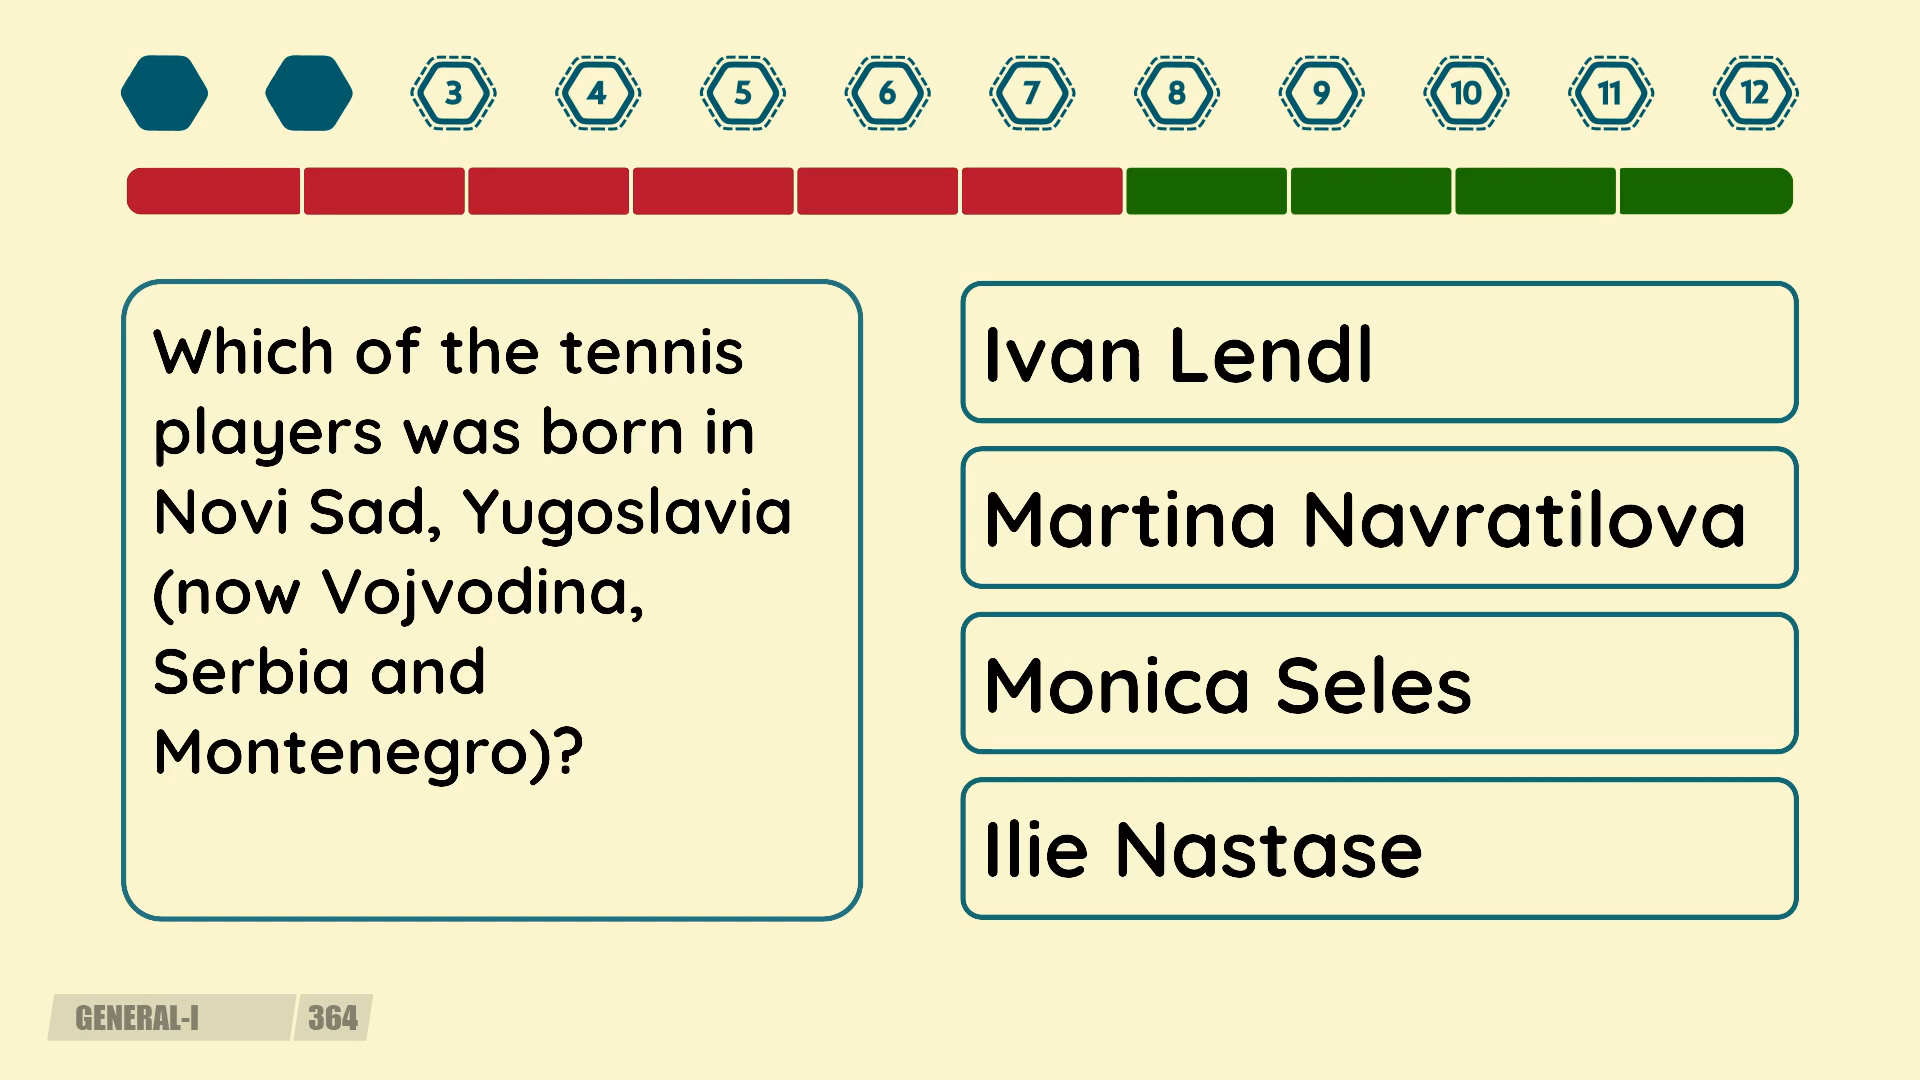 3 4 5 6 7 8 9 10 11 12
Which of the tennis
players was born in
Novi Sad, Yugoslavia
(now Vojvodina,
Serbia and
Montenegro)?
Ivan Lendl
Martina Navratilova
Monica Seles
Ilie Nastase
GENERAL-I 364